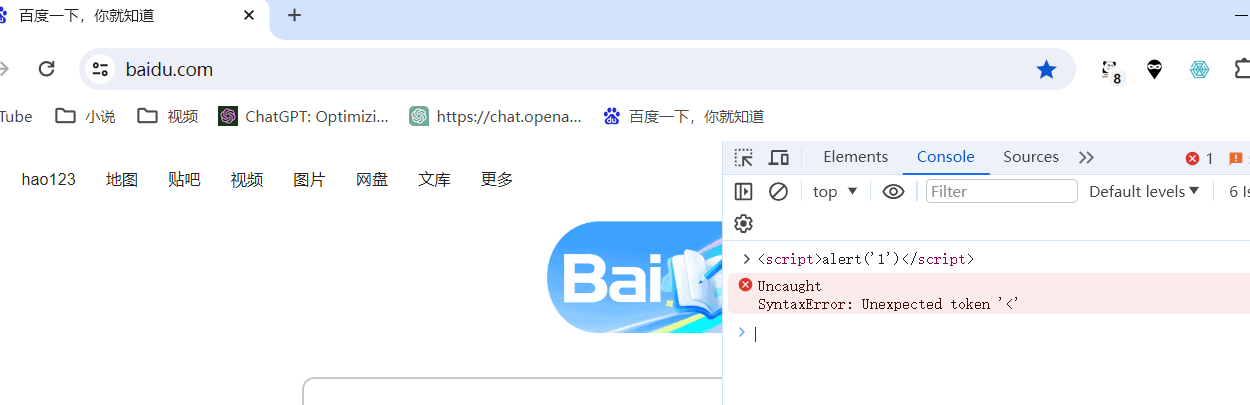 百度一下，你就知道
baidu.com
8
Tube 小说 视频 ChatGPT: Optimizi... https://chat.opena... 百度一下，你就知道
hao123 地图 贴吧 视频 图片 网盘 文库 更多
Bai
Elements Console Sources 1
top Filter Default levels 6 Is
<script>alert('1')</script>
Uncaught
SyntaxError: Unexpected token '<'